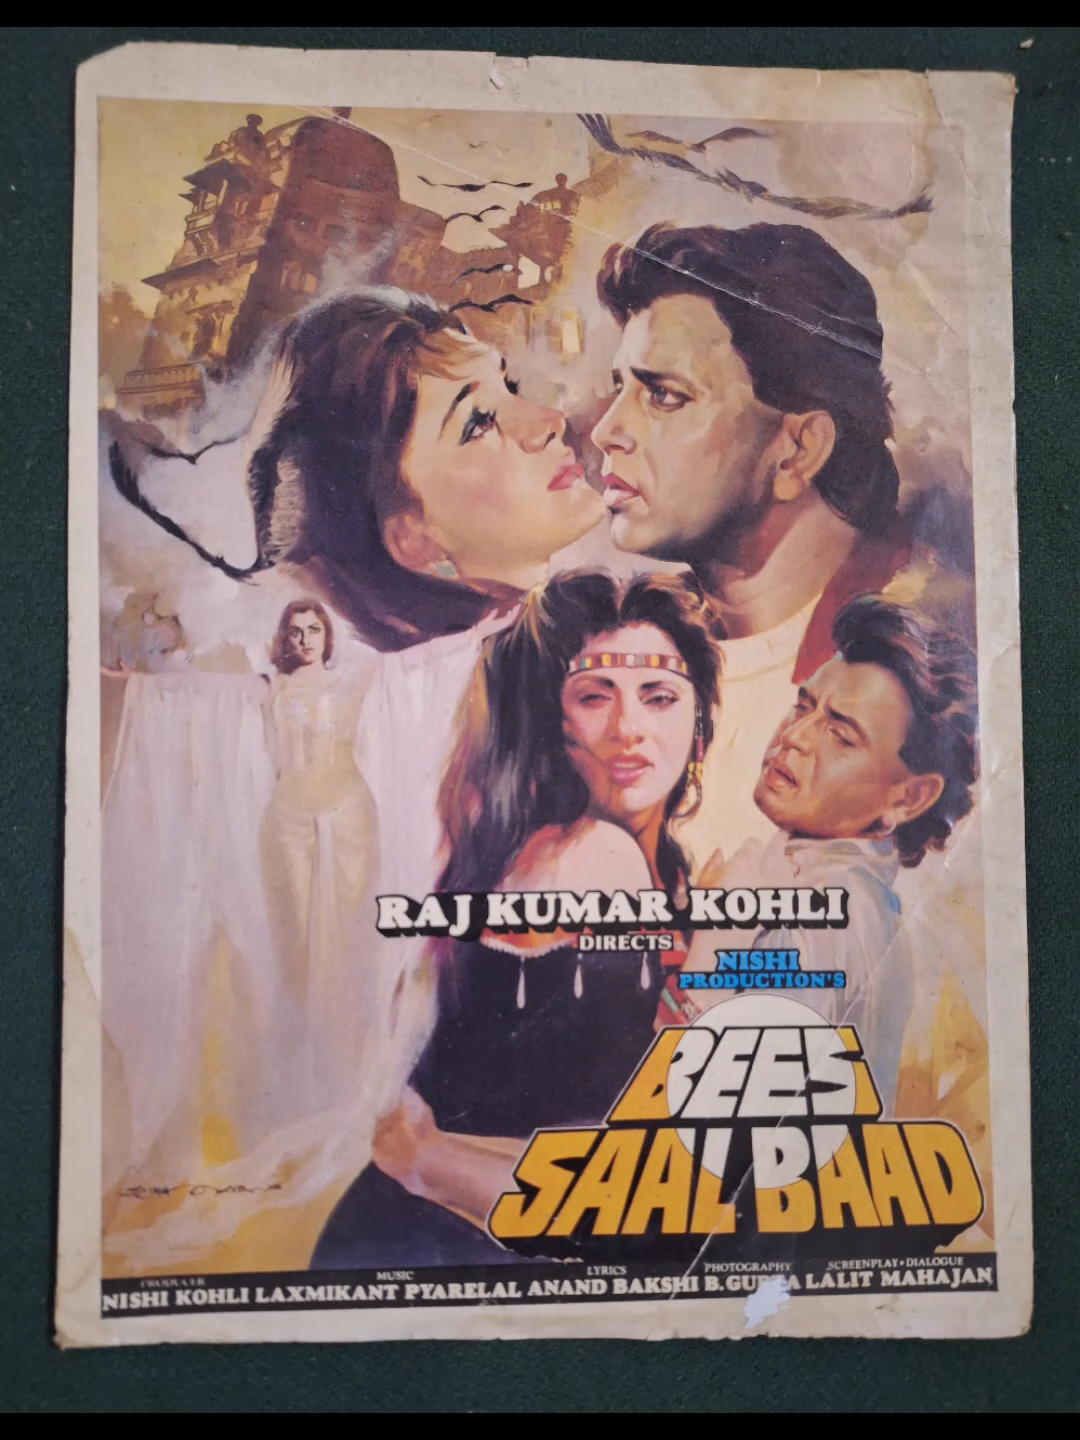 RAJ KUMAR KOHLI
DIRECTS
NISHI
PRODUCTION'S
BEES
SAAL BAAD
PRODUCER MUSIC LYRICS PHOTOGRAPHY SCREENPLAY • DIALOGUE
NISHI KOHLI LAXMIKANT PYARELAL ANAND BAKSHI B. LALIT MAHAJAN